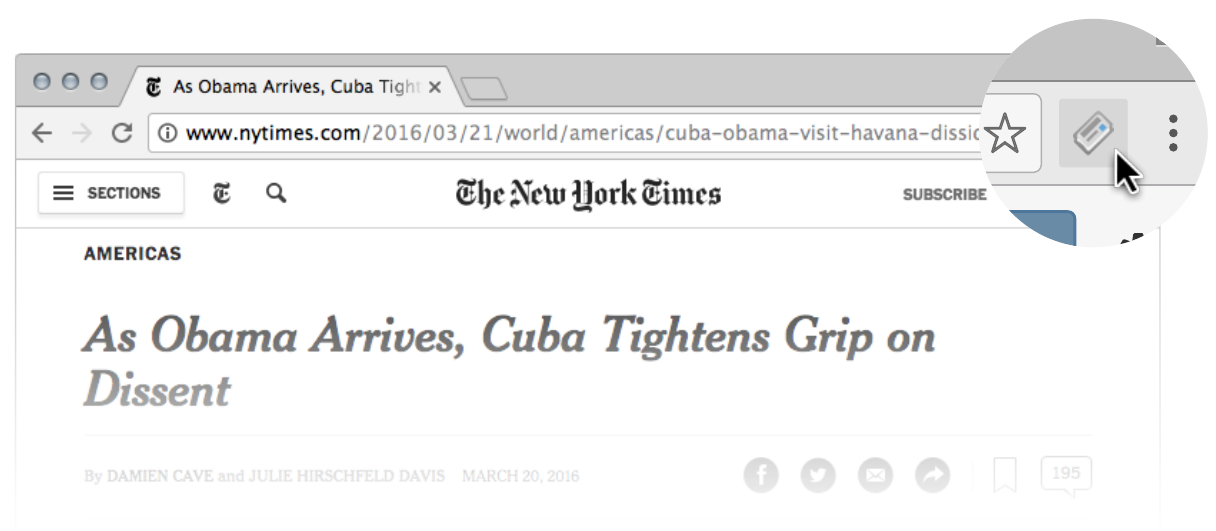 As Obama Arrives, Cuba Tight
www.nytimes.com/2016/03/21/world/americas/cuba-obama-visit-havana-dissic
SECTIONS
The New York Times
SUBSCRIBE
AMERICAS
As Obama Arrives, Cuba Tightens Grip on
Dissent
By DAMIEN CAVE and JULIE HIRSCHFELD DAVIS MARCH 20, 2016
195